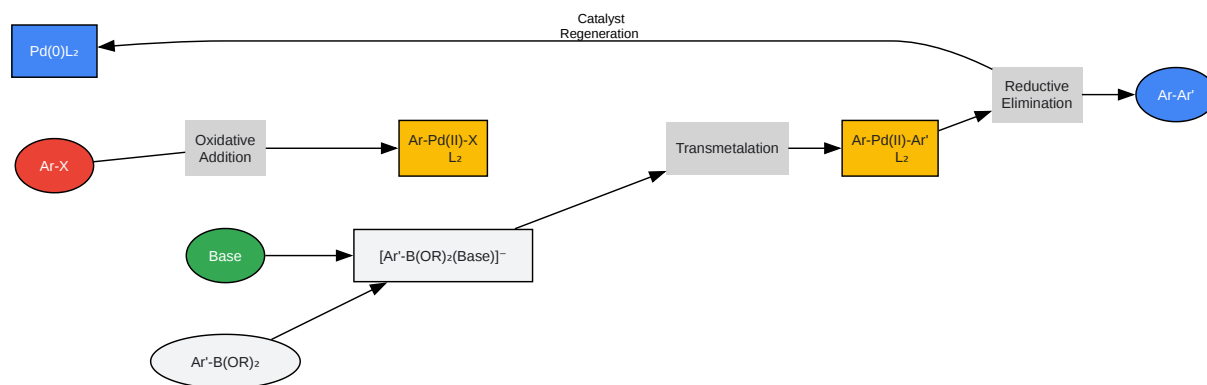 Catalyst
Regeneration
Pd(0)L₂
Reductive
Elimination
Ar-Ar'
Oxidative
Addition
Ar-Pd(II)-X
L₂
Transmetalation
Ar-Pd(II)-Ar'
L₂
Ar-X
Base
[Ar'-B(OR)₂(Base)]⁻
Ar'-B(OR)₂